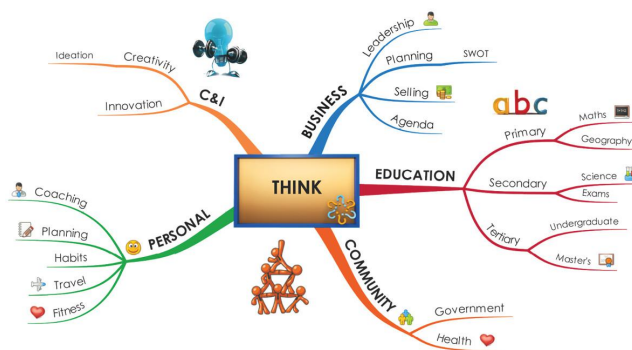 THINK
C&I
Creativity
Ideation
Innovation
BUSINESS
Leadership
Planning
SWOT
Selling
Agenda
abc
EDUCATION
Primary
Maths
Geography
Secondary
Science
Exams
Tertiary
Undergraduate
Master's
COMMUNITY
Government
Health
PERSONAL
Coaching
Planning
Habits
Travel
Fitness